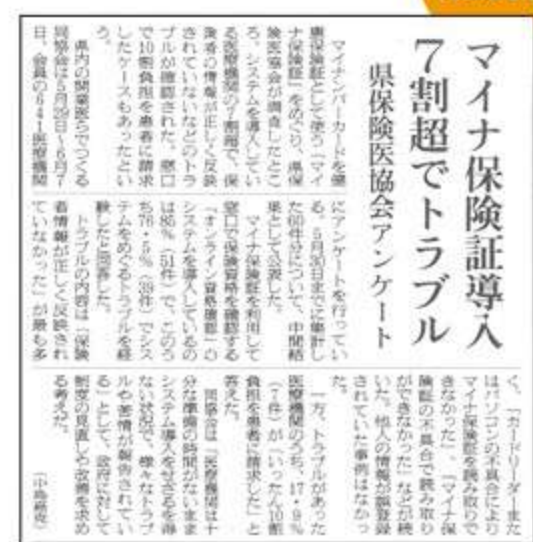 マイナ保険証導入
7割超でトラブル
県保険医協会アンケート
マイナンバーカードを健
康保険証として使う「マイ
ナ保険証」をめぐり、県保
険医協会が調査したとこ
ろ、システムを導入してい
る医療機関の7割超で、保
険者の情報が正しく反映
されていないなどのトラ
ブルが確認された。窓口
で10割負担を患者に請求
したケースもあったとい
う。
県内の開業医らでつくる
同協会は5月29日~6月7
日、会員の641医療機関
にアンケートを行ってい
る。5月30日までに集計し
た60件分について、中間結
果として公表した。
マイナ保険証を利用して
窓口で保険資格を確認する
「オンライン資格確認」の
システムを導入しているの
は85%(51件)で、このう
ち76・5%(39件)でシス
テムをめぐるトラブルを経
験したと回答した。
トラブルの内容は「保険
者情報が正しく反映され
ていなかった」が最も多
く、「カードリーダーまた
はパソコンの不具合により
マイナ保険証を読み取りで
きなかった」、「マイナ保
険証の不具合で読み取り
ができなかった」などが続
いた。他人の情報が誤登録
されていた事例はなかっ
た。
一方、トラブルがあった
医療機関のうち、17・9%
(7件)が「いったん10割
負担を患者に請求した」と
答えた。
同協会は「医療機関は十
分な準備の時間がないまま
システム導入をせざるを得
ない状況で、様々なトラブ
ルや苦情が報告されてい
る」として、政府に対して
制度の見直しや改善を求め
る考えだ。